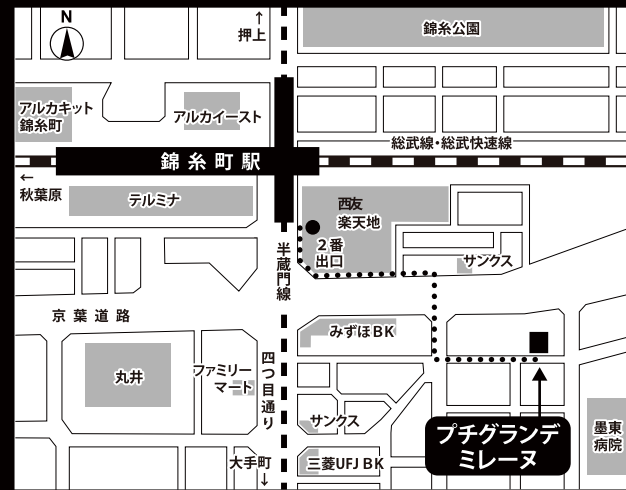 N
↑
押上
錦糸公園
アルカキット
錦糸町
アルカイースト
総武線・総武快速線
錦糸町駅
←
秋葉原
テルミナ
西友
楽天地
2番
出口
サンクス
半蔵門線
京葉道路
みずほBK
丸井
ファミリー
マート
四つ目通り
サンクス
プチグランデ
ミレーヌ
墨東
病院
大手町
↓
三菱UFJ BK